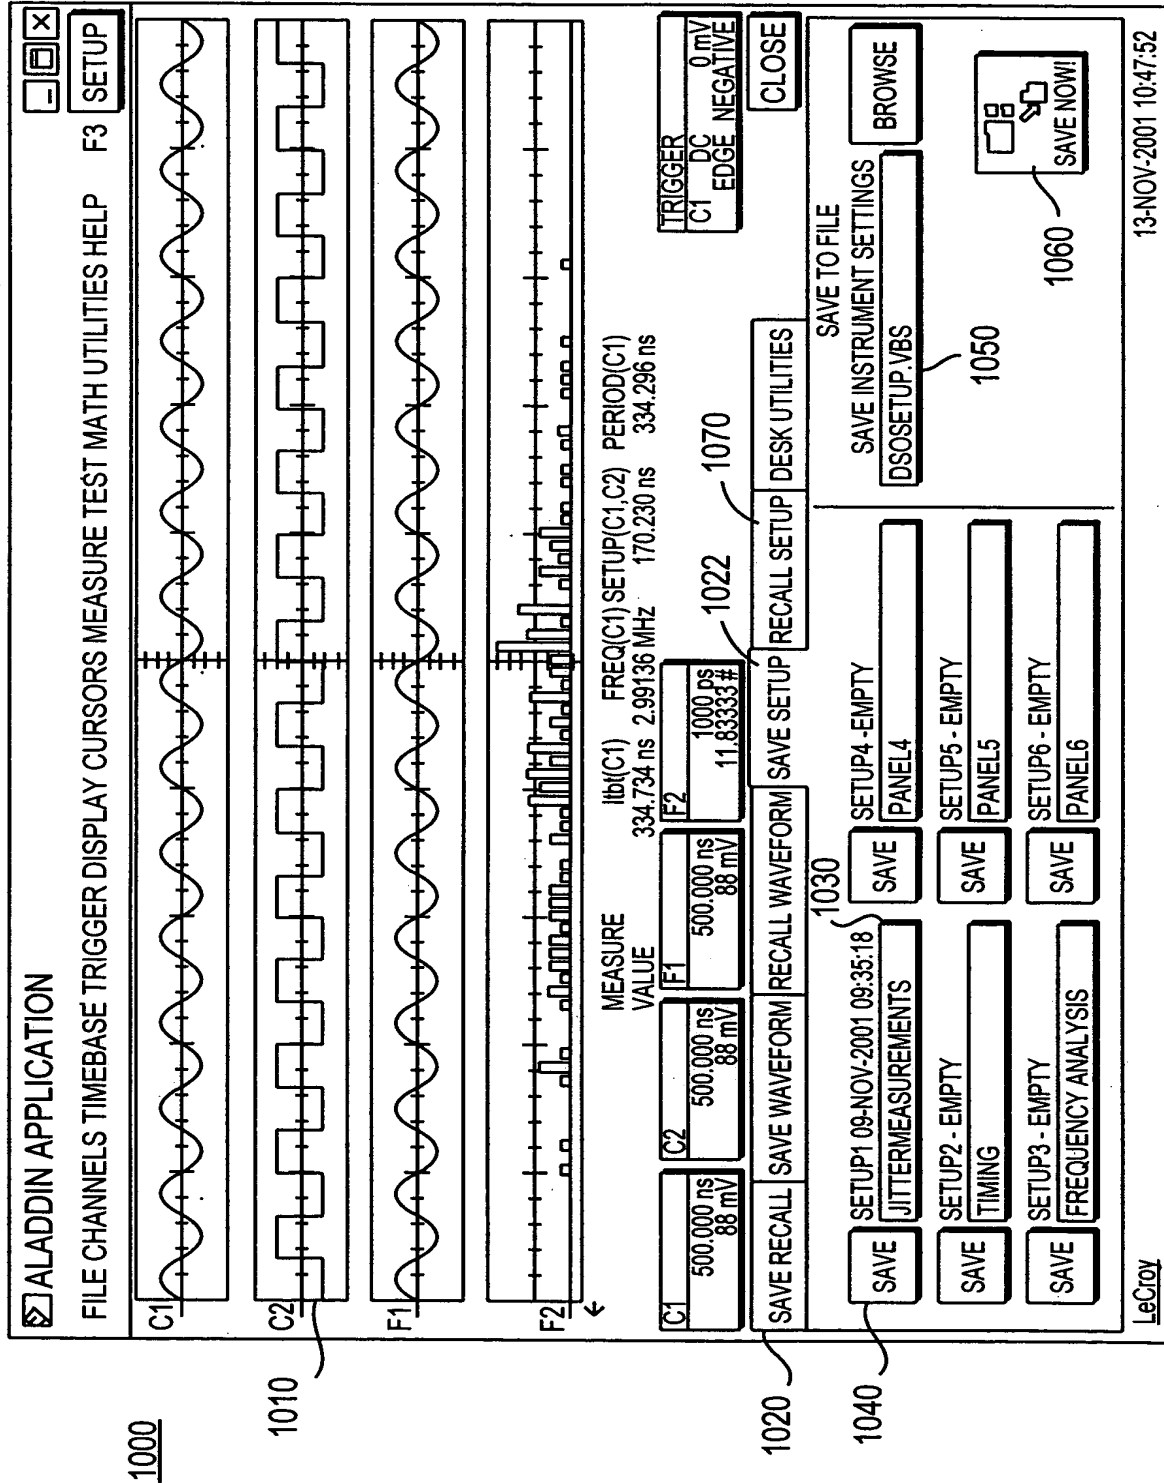 1000
ALADDIN APPLICATION
FILE CHANNELS TIMEBASE TRIGGER DISPLAY CURSORS MEASURE TEST MATH UTILITIES HELP F3 SETUP
C1
C2
1010
F1
F2
MEASURE ltbt(C1) FREQ(C1) SETUP(C1,C2) PERIOD(C1)
VALUE 334.734 ns 2.99136 MHz 170.230 ns 334.296 ns
C1
500.000 ns
88 mV
C2
500.000 ns
88 mV
F1
500.000 ns
88 mV
F2
1000 ps
11.83333 #
TRIGGER
C1 DC 0 mV
EDGE NEGATIVE
1020
1022
1070
SAVE RECALL SAVE WAVEFORM RECALL WAVEFORM SAVE SETUP RECALL SETUP DESK UTILITIES CLOSE
1030
1040
SAVE SETUP1 09-NOV-2001 09:35:18
JITTERMEASUREMENTS
SAVE SETUP2 - EMPTY
TIMING
SAVE SETUP3 - EMPTY
FREQUENCY ANALYSIS
SAVE SETUP4 -EMPTY
PANEL4
SAVE SETUP5 - EMPTY
PANEL5
SAVE SETUP6 - EMPTY
PANEL6
SAVE TO FILE
SAVE INSTRUMENT SETTINGS
DSOSETUP.VBS BROWSE
1050
1060
SAVE NOW!
LeCroy 13-NOV-2001 10:47:52